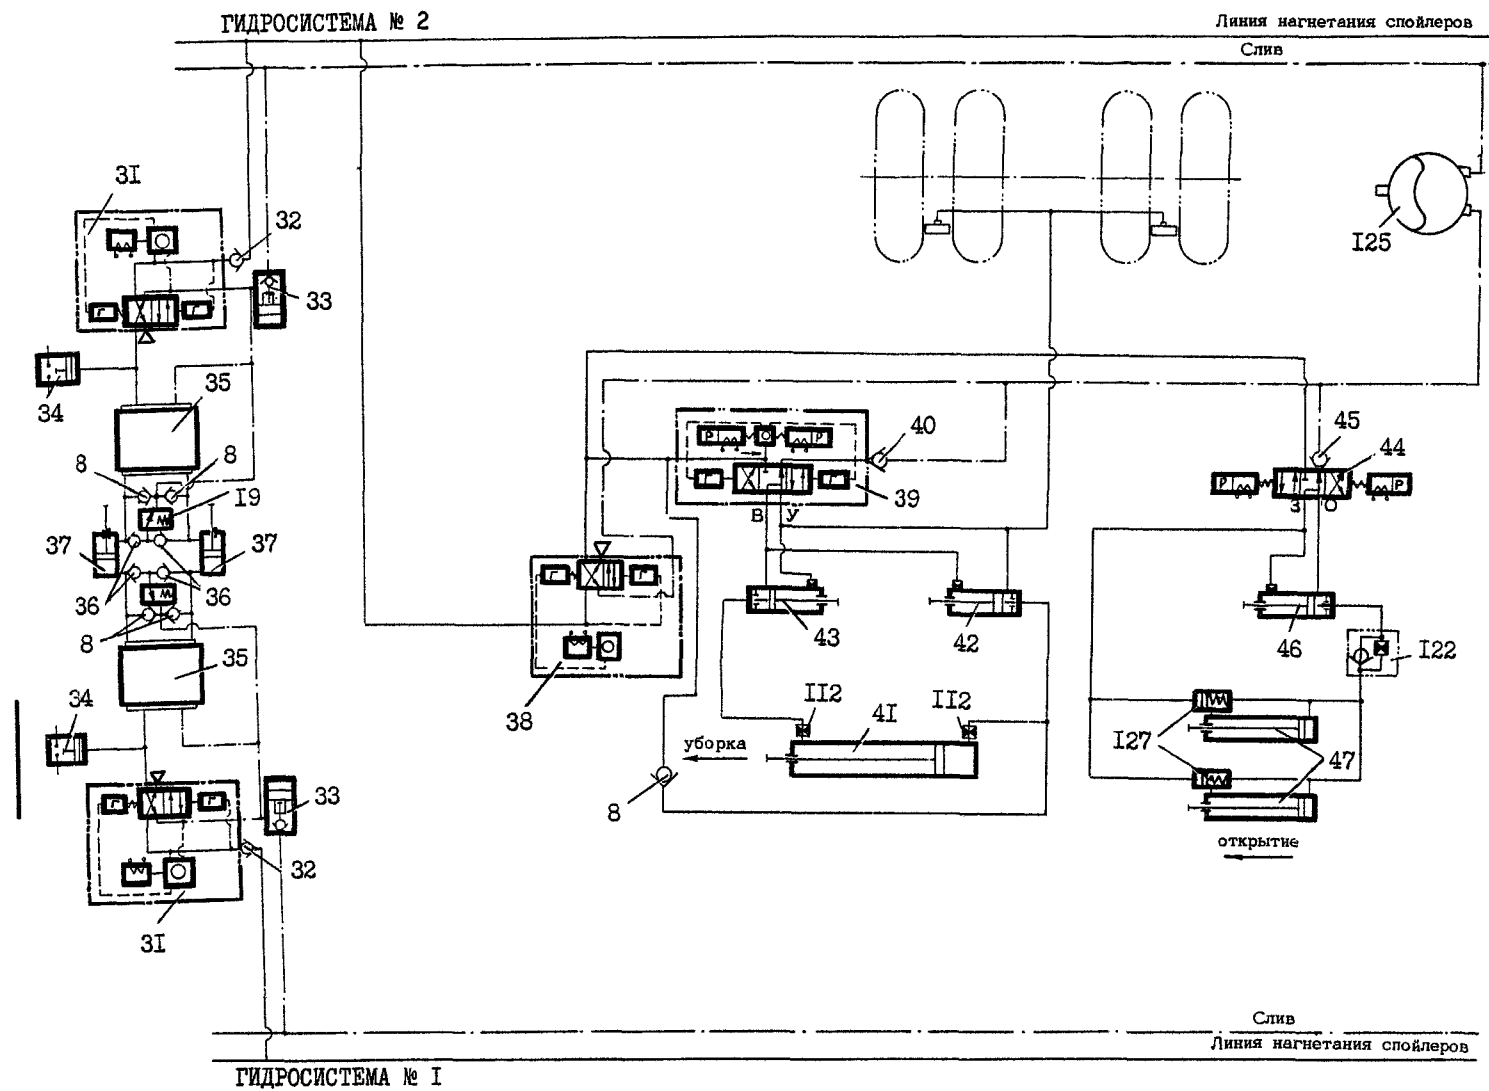 ГИДРОСИСТЕМА № 2
Линия нагнетания спойлеров
Слив
31
32
I25
33
35
34
40
45
44
8
8
I9
P
P
P
P
39
В
У
З
О
37
37
36
36
43
42
46
I22
8
35
38
II2
II2
4I
34
уборка
I27
47
33
8
открытие
32
3I
Слив
Линия нагнетания спойлеров
ГИДРОСИСТЕМА № I